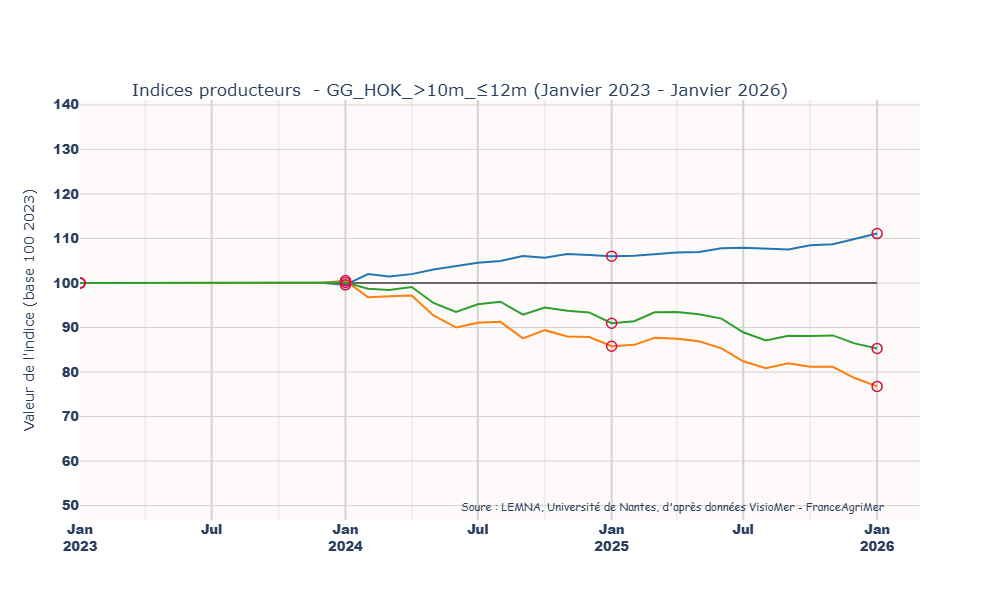 Indices producteurs  - GG_HOK_>10m_≤12m (Janvier 2023 - Janvier 2026)
Valeur de l'indice (base 100 2023)
140
130
120
110
100
90
80
70
60
50
Soure : LEMNA, Université de Nantes, d'après données VisioMer - FranceAgriMer
Jan
2023
Jul
Jan
2024
Jul
Jan
2025
Jul
Jan
2026